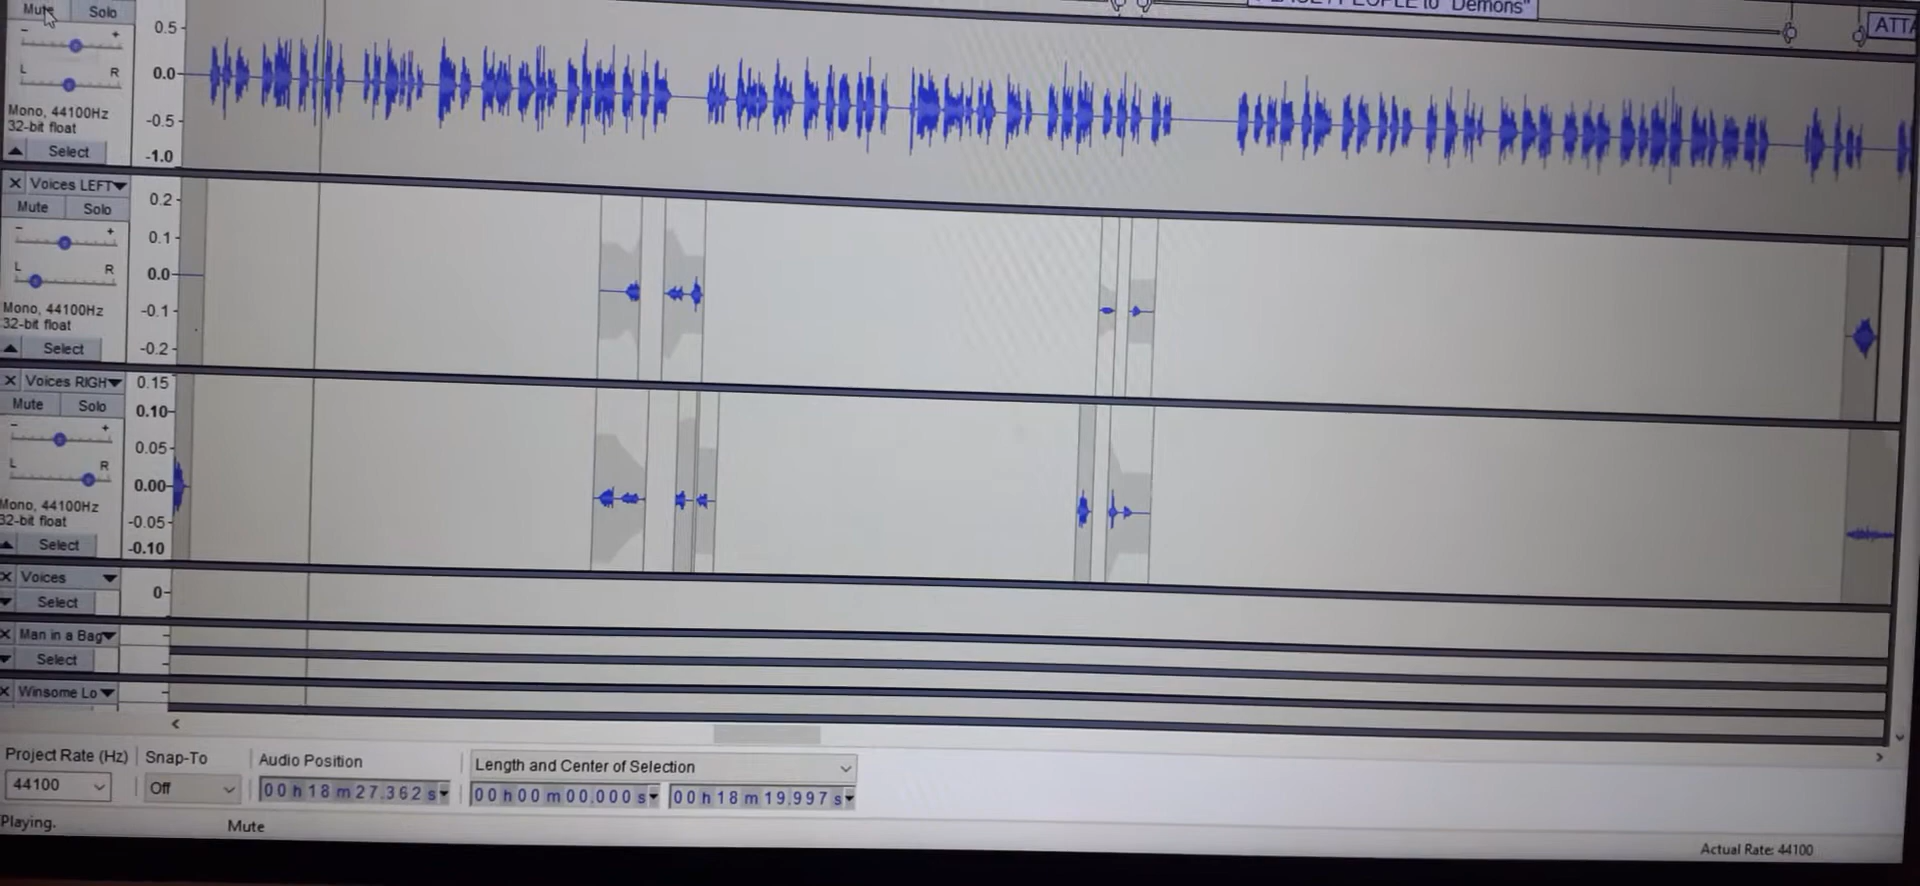 PEOPLE to "Demons"
ATTA
Mute Solo
- +
L R
Mono, 44100Hz
32-bit float
Select
0.5
0.0
-0.5
-1.0
X Voices LEFT
Mute Solo
- +
L R
Mono, 44100Hz
32-bit float
Select
0.2
0.1
0.0
-0.1
-0.2
X Voices RIGH
Mute Solo
- +
L R
Mono, 44100Hz
32-bit float
Select
0.15
0.10
0.05
0.00
-0.05
-0.10
X Voices
Select
0
X Man in a Bag
Select
X Winsome Lo
Project Rate (Hz) Snap-To Audio Position Length and Center of Selection
44100 Off 00 h 18 m 27.362 s 00 h 00 m 00.000 s 00 h 18 m 19.997 s
Playing. Mute Actual Rate: 44100